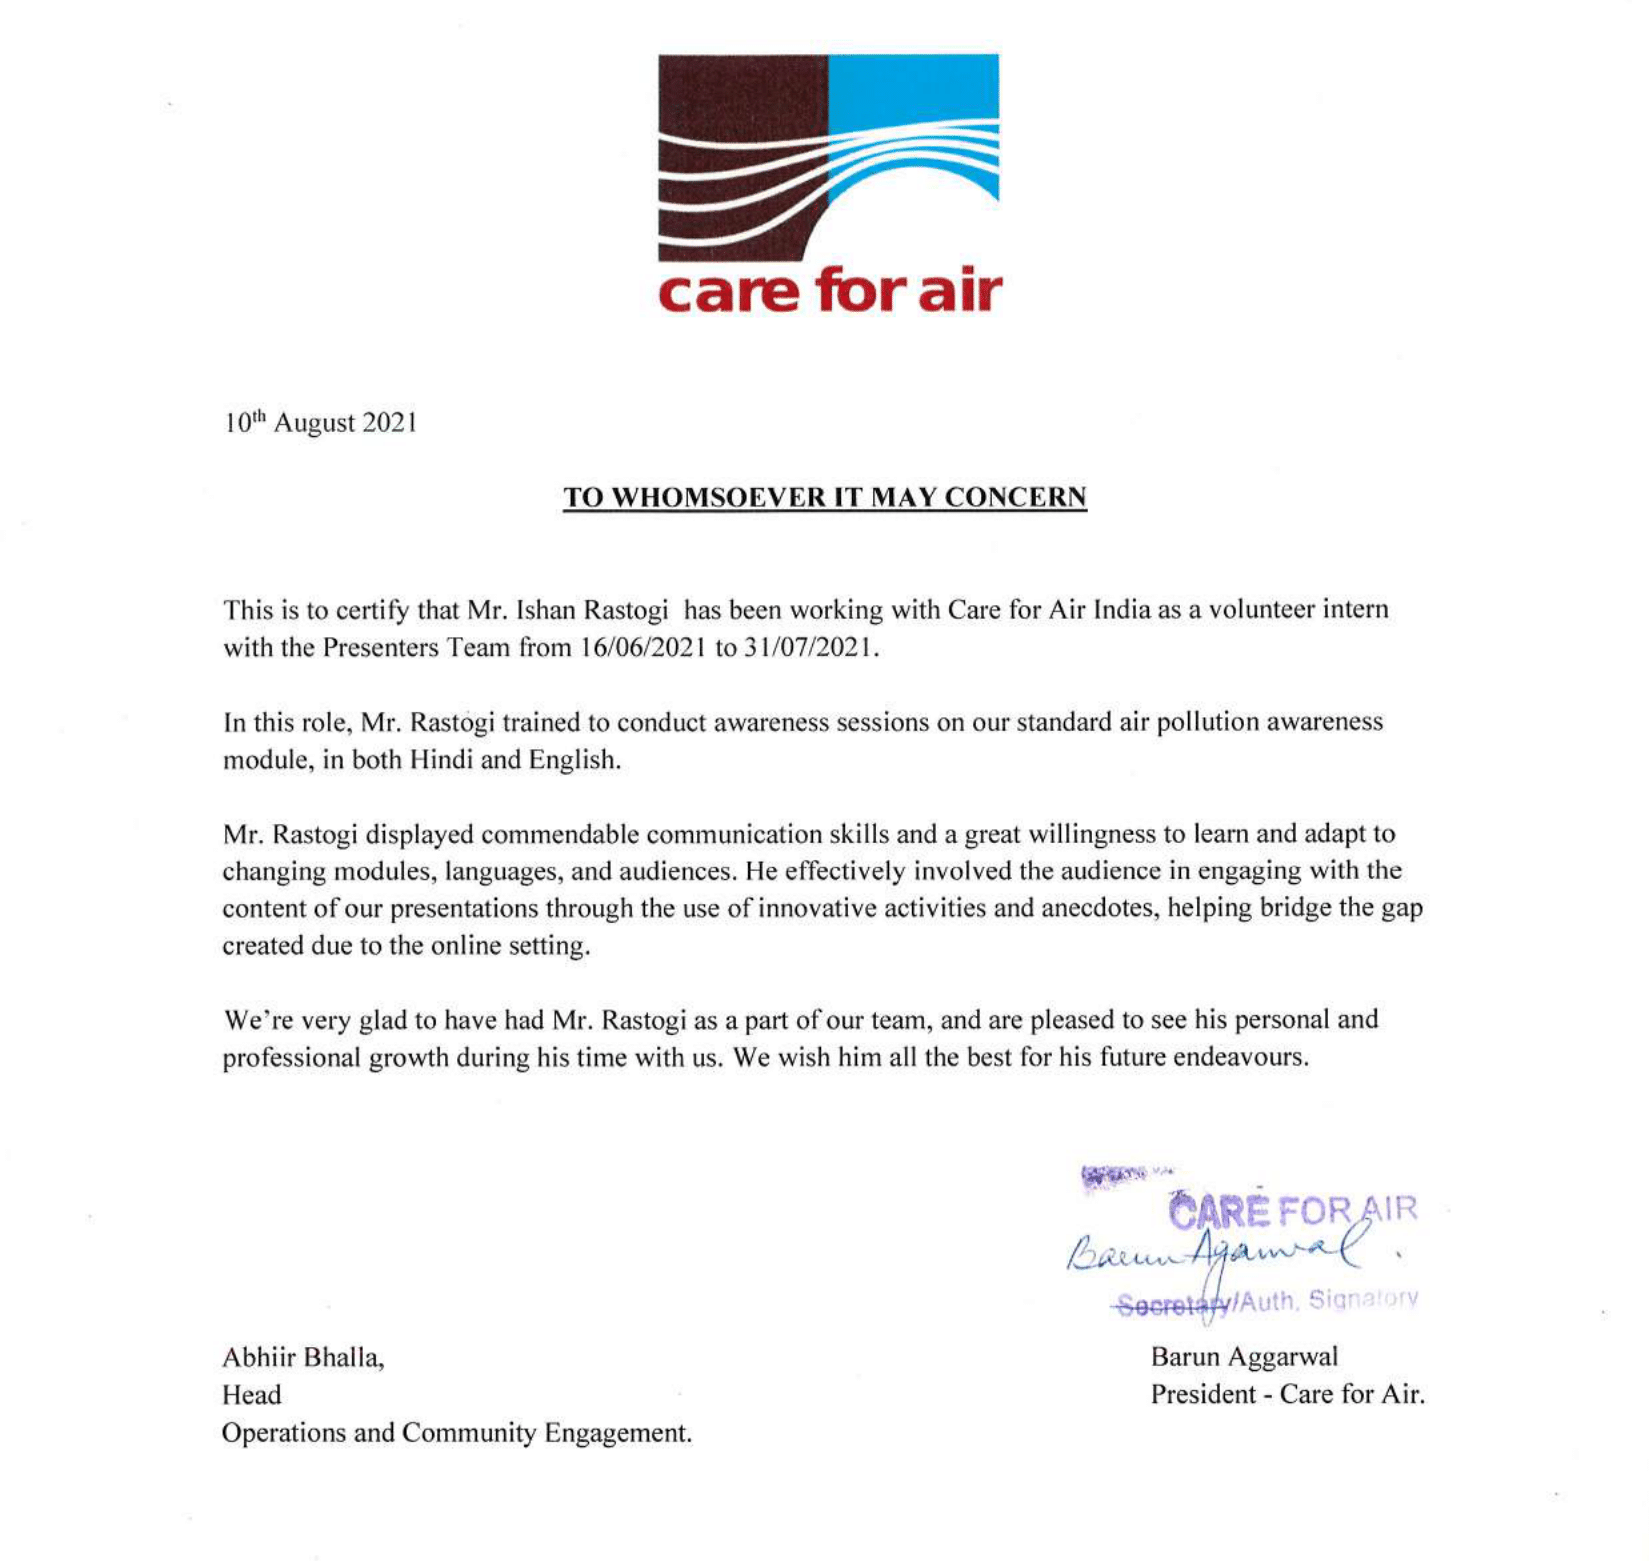 care for air
10th August 2021
TO WHOMSOEVER IT MAY CONCERN
This is to certify that Mr. Ishan Rastogi has been working with Care for Air India as a volunteer intern
with the Presenters Team from 16/06/2021 to 31/07/2021.
In this role, Mr. Rastogi trained to conduct awareness sessions on our standard air pollution awareness
module, in both Hindi and English.
Mr. Rastogi displayed commendable communication skills and a great willingness to learn and adapt to
changing modules, languages, and audiences. He effectively involved the audience in engaging with the
content of our presentations through the use of innovative activities and anecdotes, helping bridge the gap
created due to the online setting.
We're very glad to have had Mr. Rastogi as a part of our team, and are pleased to see his personal and
professional growth during his time with us. We wish him all the best for his future endeavours.
CARE FOR AIR
Barun Agarwal
Secretary/Auth. Signatory
Abhiir Bhalla,
Head
Operations and Community Engagement.
Barun Aggarwal
President - Care for Air.